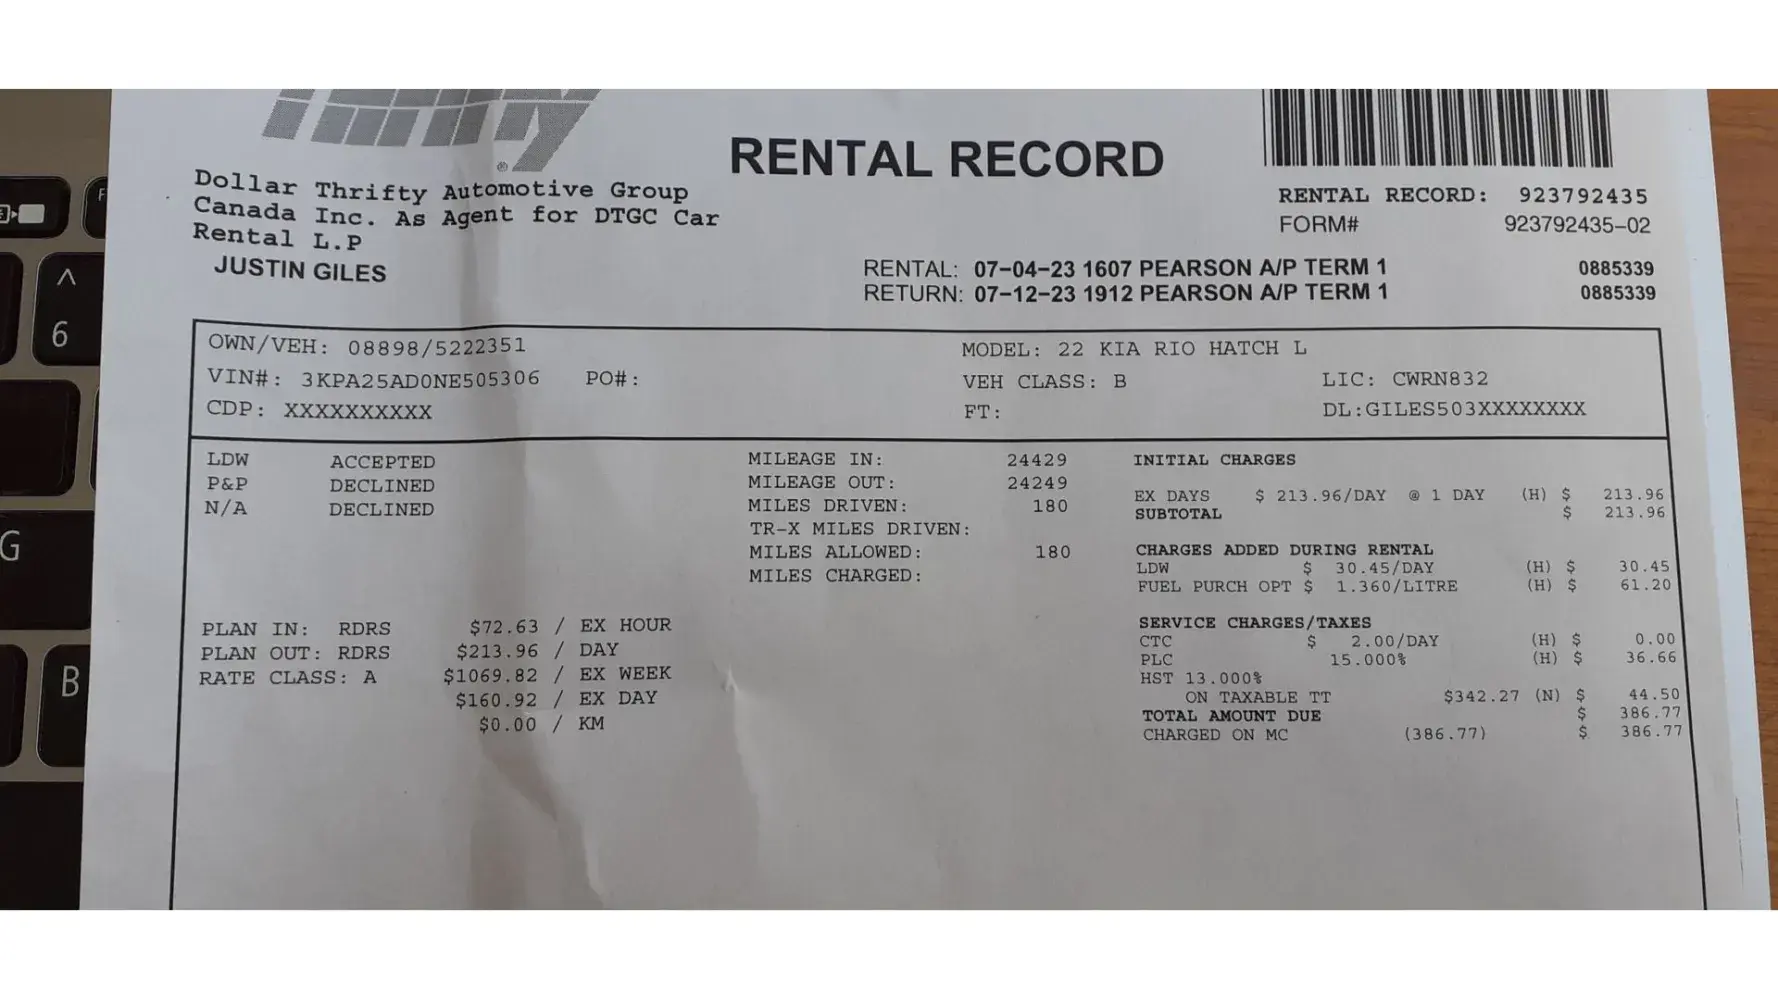 Thrifty®
RENTAL RECORD
Dollar Thrifty Automotive Group
Canada Inc. As Agent for DTGC Car
Rental L.P
JUSTIN GILES
RENTAL RECORD: 923792435
FORM# 923792435-02
RENTAL: 07-04-23 1607 PEARSON A/P TERM 1 0885339
RETURN: 07-12-23 1912 PEARSON A/P TERM 1 0885339
OWN/VEH: 08898/5222351 MODEL: 22 KIA RIO HATCH L
VIN#: 3KPA25AD0NE505306 PO#: VEH CLASS: B LIC: CWRN832
CDP: XXXXXXXXXX FT: DL:GILES503XXXXXXXX
LDW ACCEPTED
P&P DECLINED
N/A DECLINED
MILEAGE IN: 24429
MILEAGE OUT: 24249
MILES DRIVEN: 180
TR-X MILES DRIVEN:
MILES ALLOWED: 180
MILES CHARGED:
PLAN IN: RDRS $72.63 / EX HOUR
PLAN OUT: RDRS $213.96 / DAY
RATE CLASS: A $1069.82 / EX WEEK
$160.92 / EX DAY
$0.00 / KM
INITIAL CHARGES
EX DAYS $ 213.96/DAY @ 1 DAY (H) $ 213.96
SUBTOTAL $ 213.96
CHARGES ADDED DURING RENTAL
LDW $ 30.45/DAY (H) $ 30.45
FUEL PURCH OPT $ 1.360/LITRE (H) $ 61.20
SERVICE CHARGES/TAXES
CTC $ 2.00/DAY (H) $ 0.00
PLC 15.000% (H) $ 36.66
HST 13.000%
ON TAXABLE TT $342.27 (N) $ 44.50
TOTAL AMOUNT DUE $ 386.77
CHARGED ON MC (386.77) $ 386.77
F
^
6
G
B